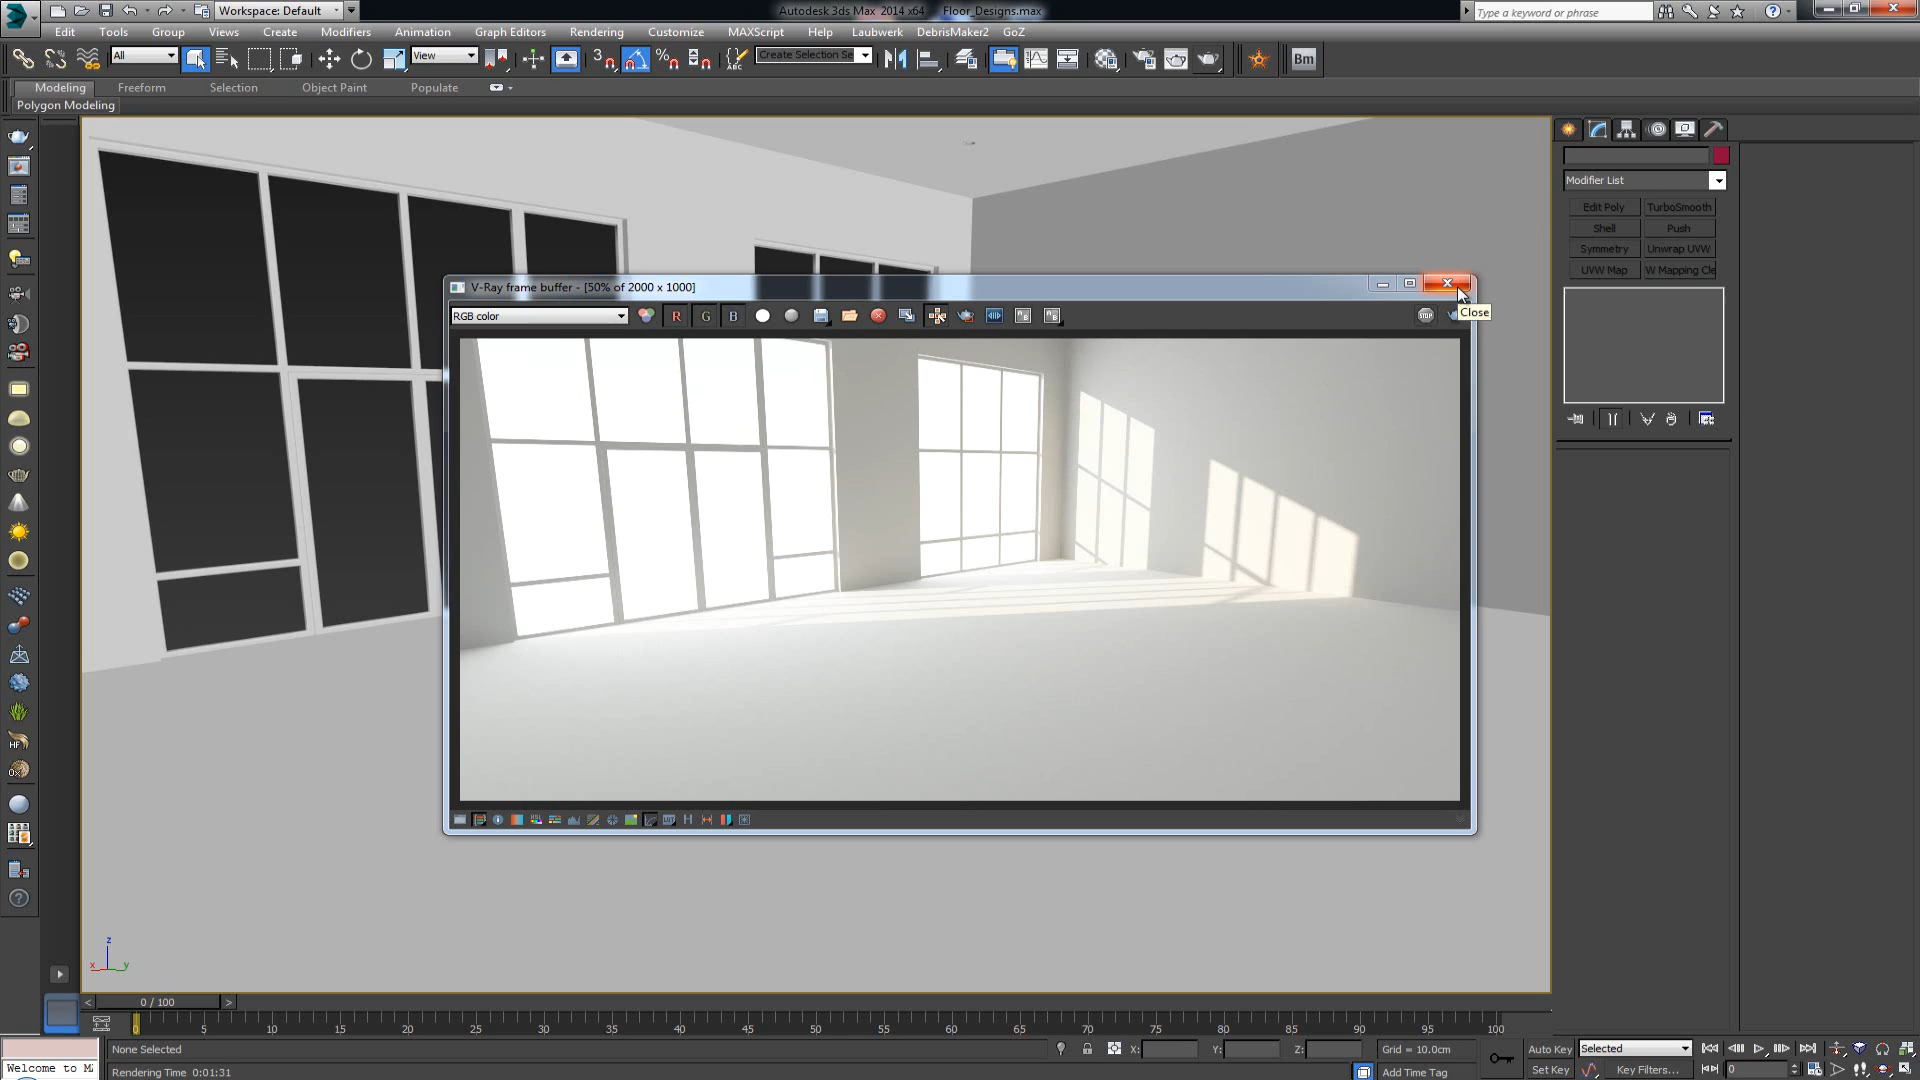 Workspace: Default
Autodesk 3ds Max 2014 x64 Floor_Designs.max
Type a keyword or phrase
Edit Tools Group Views Create Modifiers Animation Graph Editors Rendering Customize MAXScript Help Laubwerk DebrisMaker2 GoZ
All View Create Selection Se Bm
Modeling Freeform Selection Object Paint Populate
Polygon Modeling
V-Ray frame buffer - [50% of 2000 x 1000]
RGB color R G B STOP
Close
Modifier List
Edit Poly TurboSmooth
Shell Push
Symmetry Unwrap UVW
UVW Map W Mapping Cle
z
x y
< 0 / 100 >
0 5 10 15 20 25 30 35 40 45 50 55 60 65 70 75 80 85 90 95 100
None Selected X: Y: Z: Grid = 10.0cm Auto Key Selected
Welcome to MA Rendering Time 0:01:31 Add Time Tag Set Key Key Filters... 0